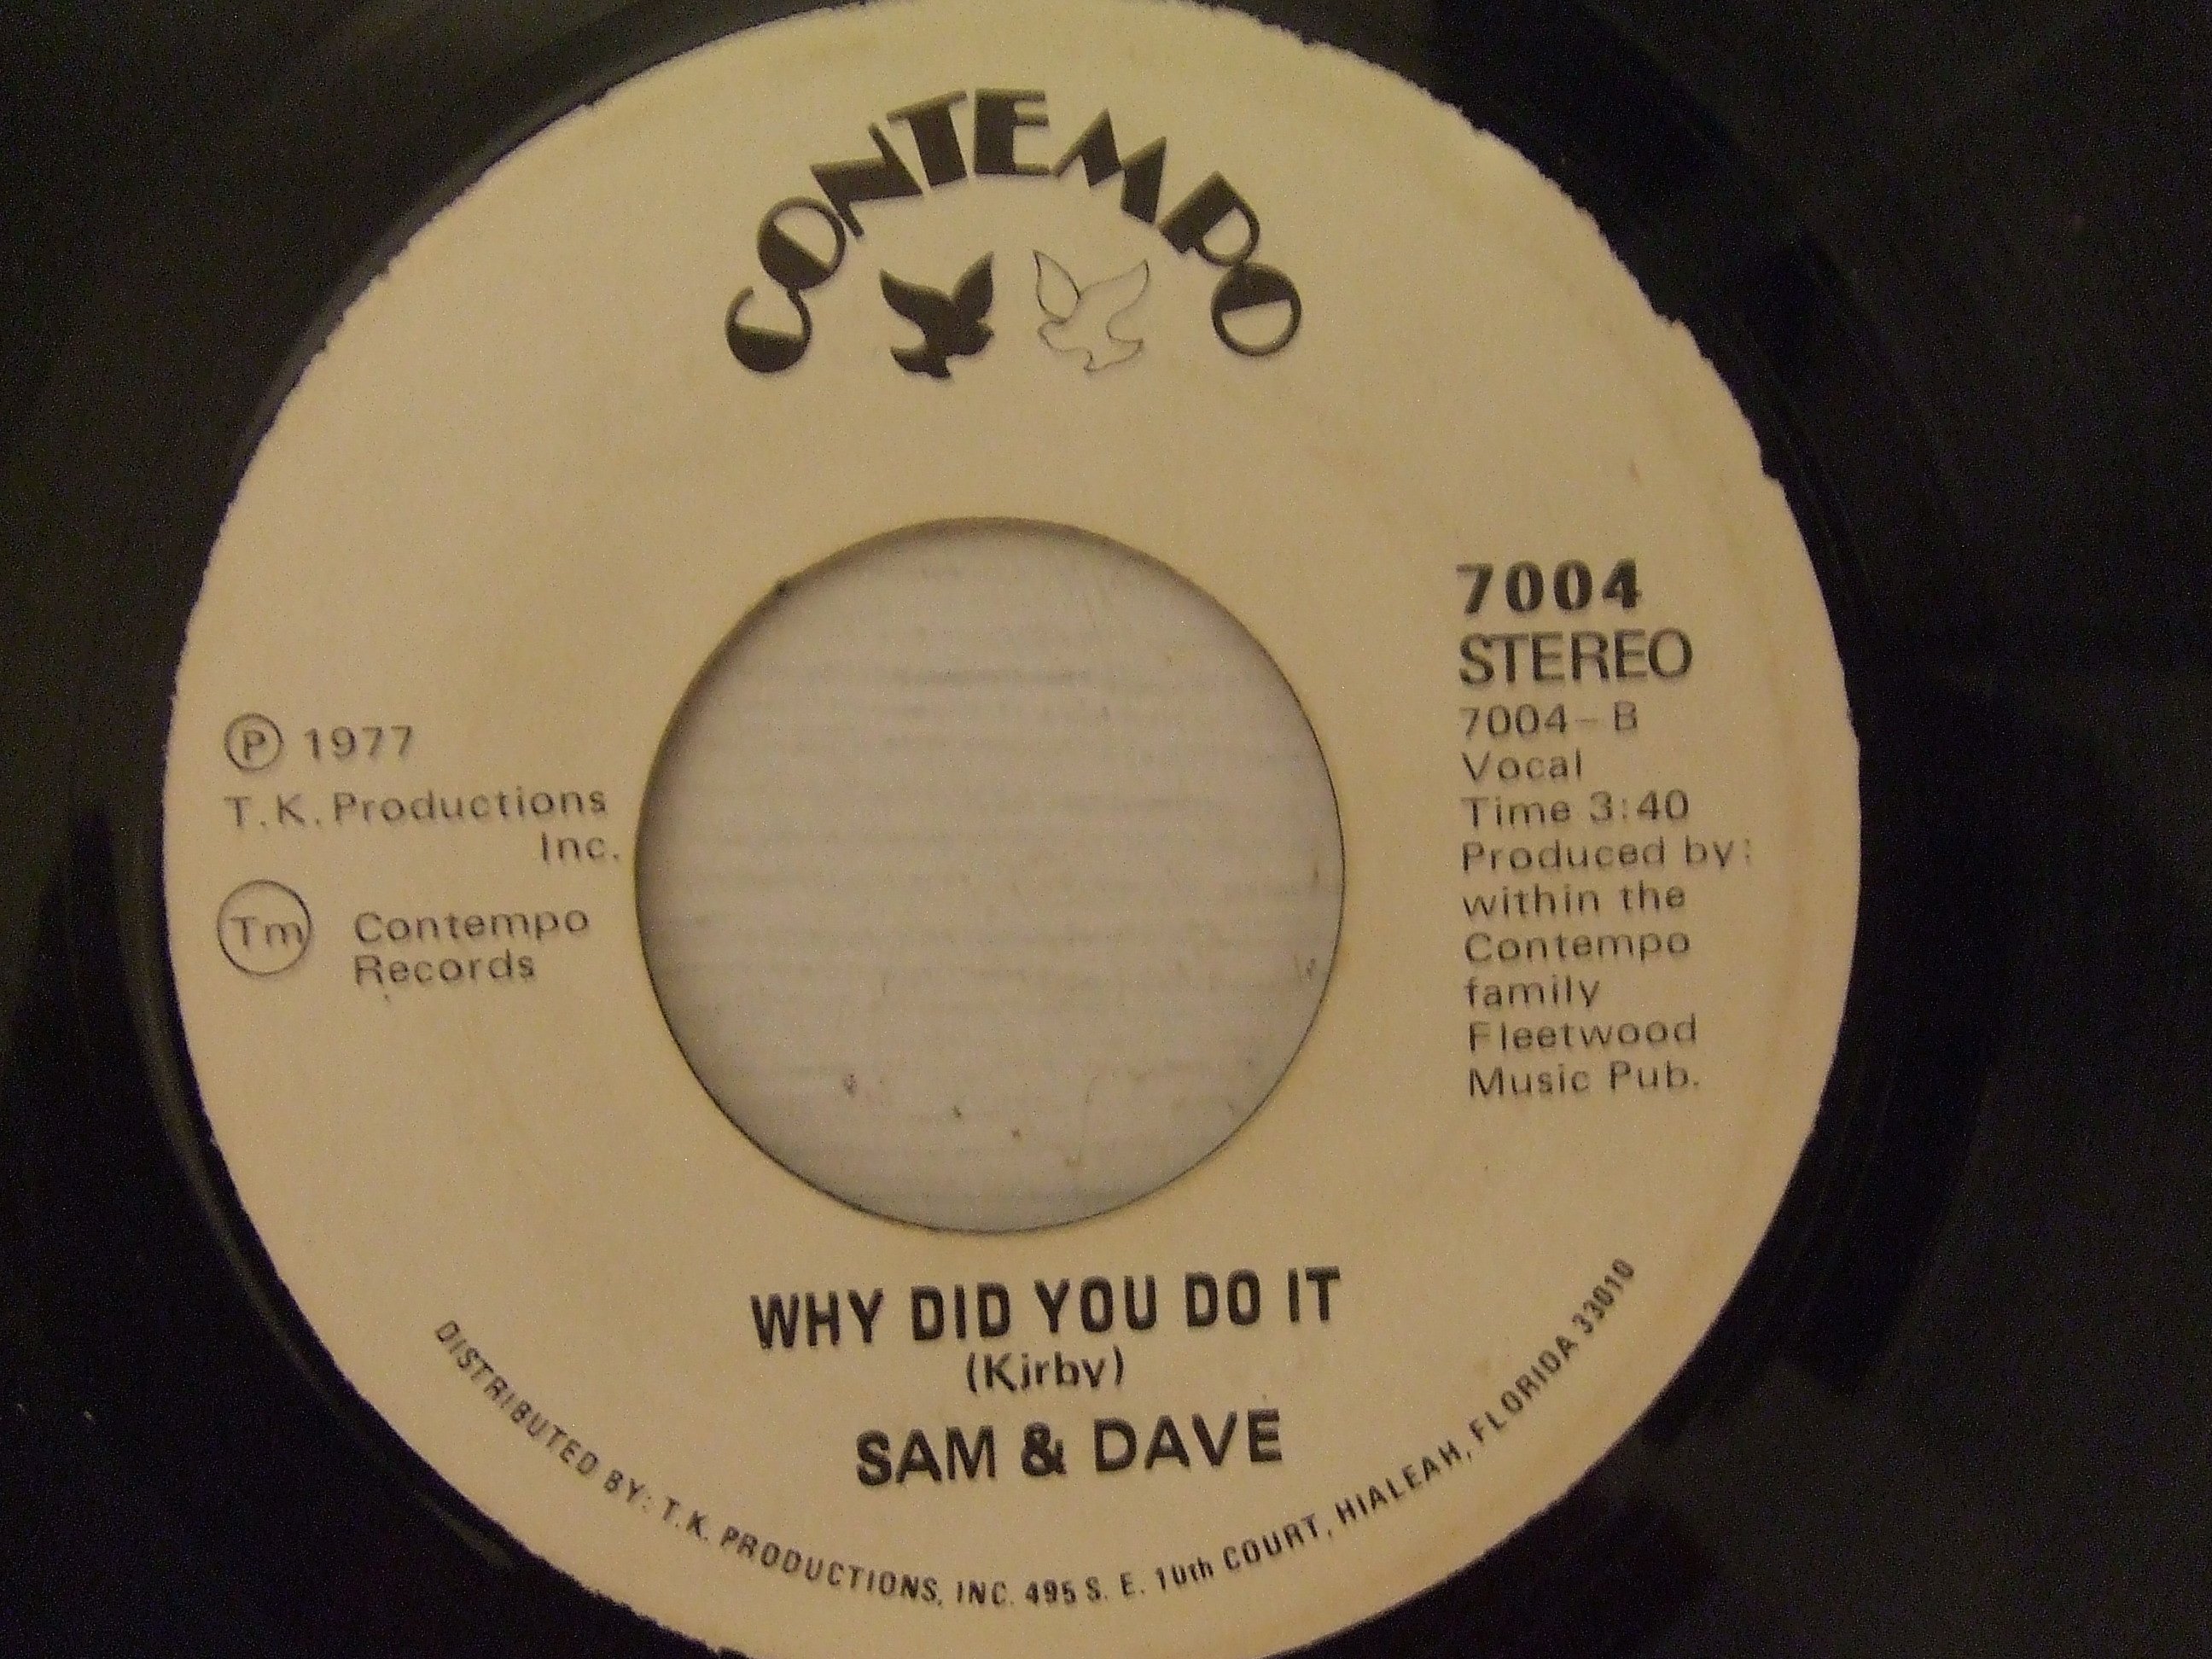 CONTEMPO
7004
STEREO
7004-B
Vocal
Time 3:40
Produced by:
within the
Contempo
family
Fleetwood
Music Pub.
Ⓟ 1977
T.K. Productions
Inc.
Tm Contempo
Records
WHY DID YOU DO IT
(Kirby)
SAM & DAVE
DISTRIBUTED BY: T.K. PRODUCTIONS, INC. 495 S. E. 10th COURT, HIALEAH, FLORIDA 33010